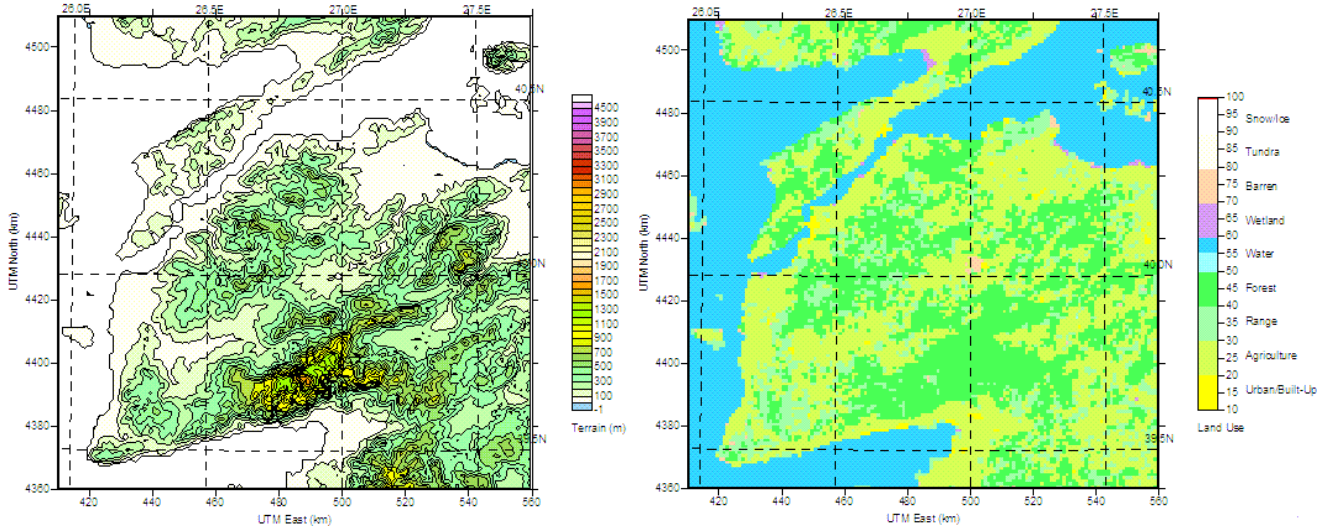 26.0E 26.5E 27.0E 27.5E
4510
4480
4460
4440
4420
4400
4380
4360
UTM North (km)
40.5N
40.0N
39.5N
420 440 460 480 500 520 540 560
UTM East (km)
4500
3900
3700
3500
3300
3100
2900
2700
2500
2300
2100
1900
1700
1500
1300
1100
900
700
500
300
100
-1
Terrain (m)
26.0E 26.5E 27.0E 27.5E
4500
4480
4460
4440
4420
4400
4380
4360
UTM North (km)
40.5N
40.0N
39.5N
420 440 460 480 500 520 540 560
UTM East (km)
100
95 Snow/Ice
90
85 Tundra
80
75 Barren
70
65 Wetland
60
55 Water
50
45 Forest
40
35 Range
30
25 Agriculture
20
15 Urban/Built-Up
10
Land Use